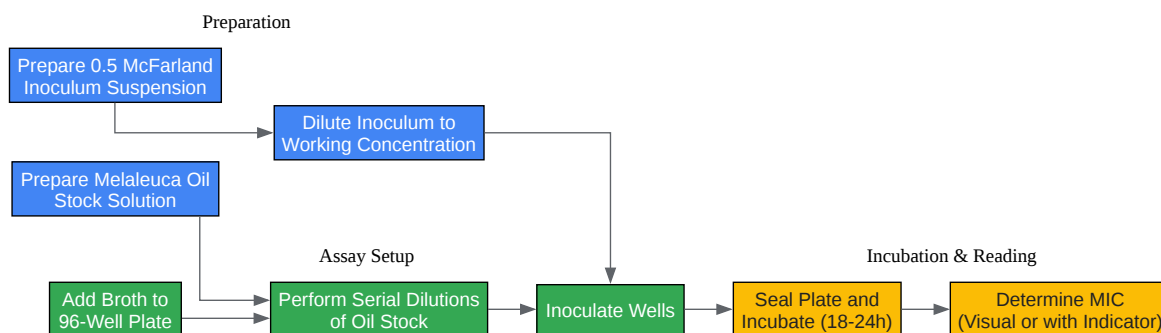 Preparation
Prepare 0.5 McFarland
Inoculum Suspension
Dilute Inoculum to
Working Concentration
Prepare Melaleuca Oil
Stock Solution
Assay Setup
Incubation & Reading
Add Broth to
96-Well Plate
Perform Serial Dilutions
of Oil Stock
Inoculate Wells
Seal Plate and
Incubate (18-24h)
Determine MIC
(Visual or with Indicator)